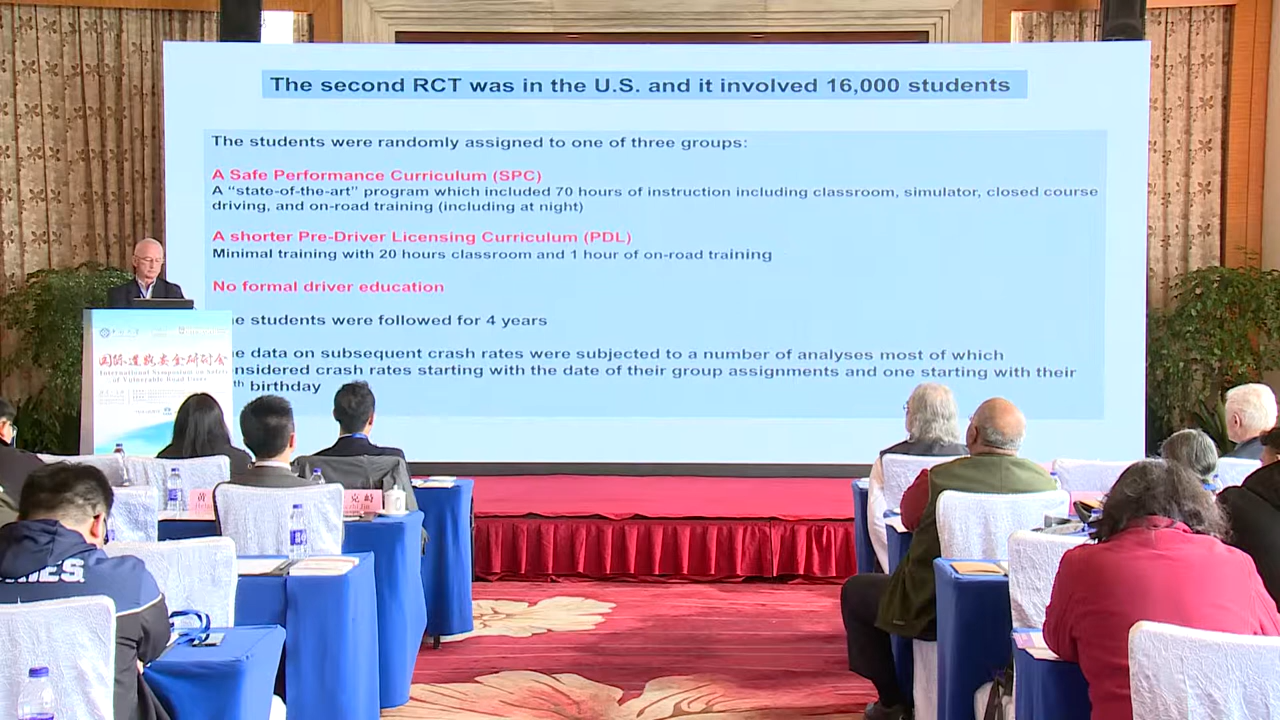 The second RCT was in the U.S. and it involved 16,000 students
The students were randomly assigned to one of three groups:
A Safe Performance Curriculum (SPC)
A “state-of-the-art” program which included 70 hours of instruction including classroom, simulator, closed course
driving, and on-road training (including at night)
A shorter Pre-Driver Licensing Curriculum (PDL)
Minimal training with 20 hours classroom and 1 hour of on-road training
No formal driver education
students were followed for 4 years
data on subsequent crash rates were subjected to a number of analyses most of which
crash rates starting with the date of their group assignments and one starting with their
birthday
国际道路安全研讨会
International Symposium on Safety
of Vulnerable Road Users
黄
克
Jin